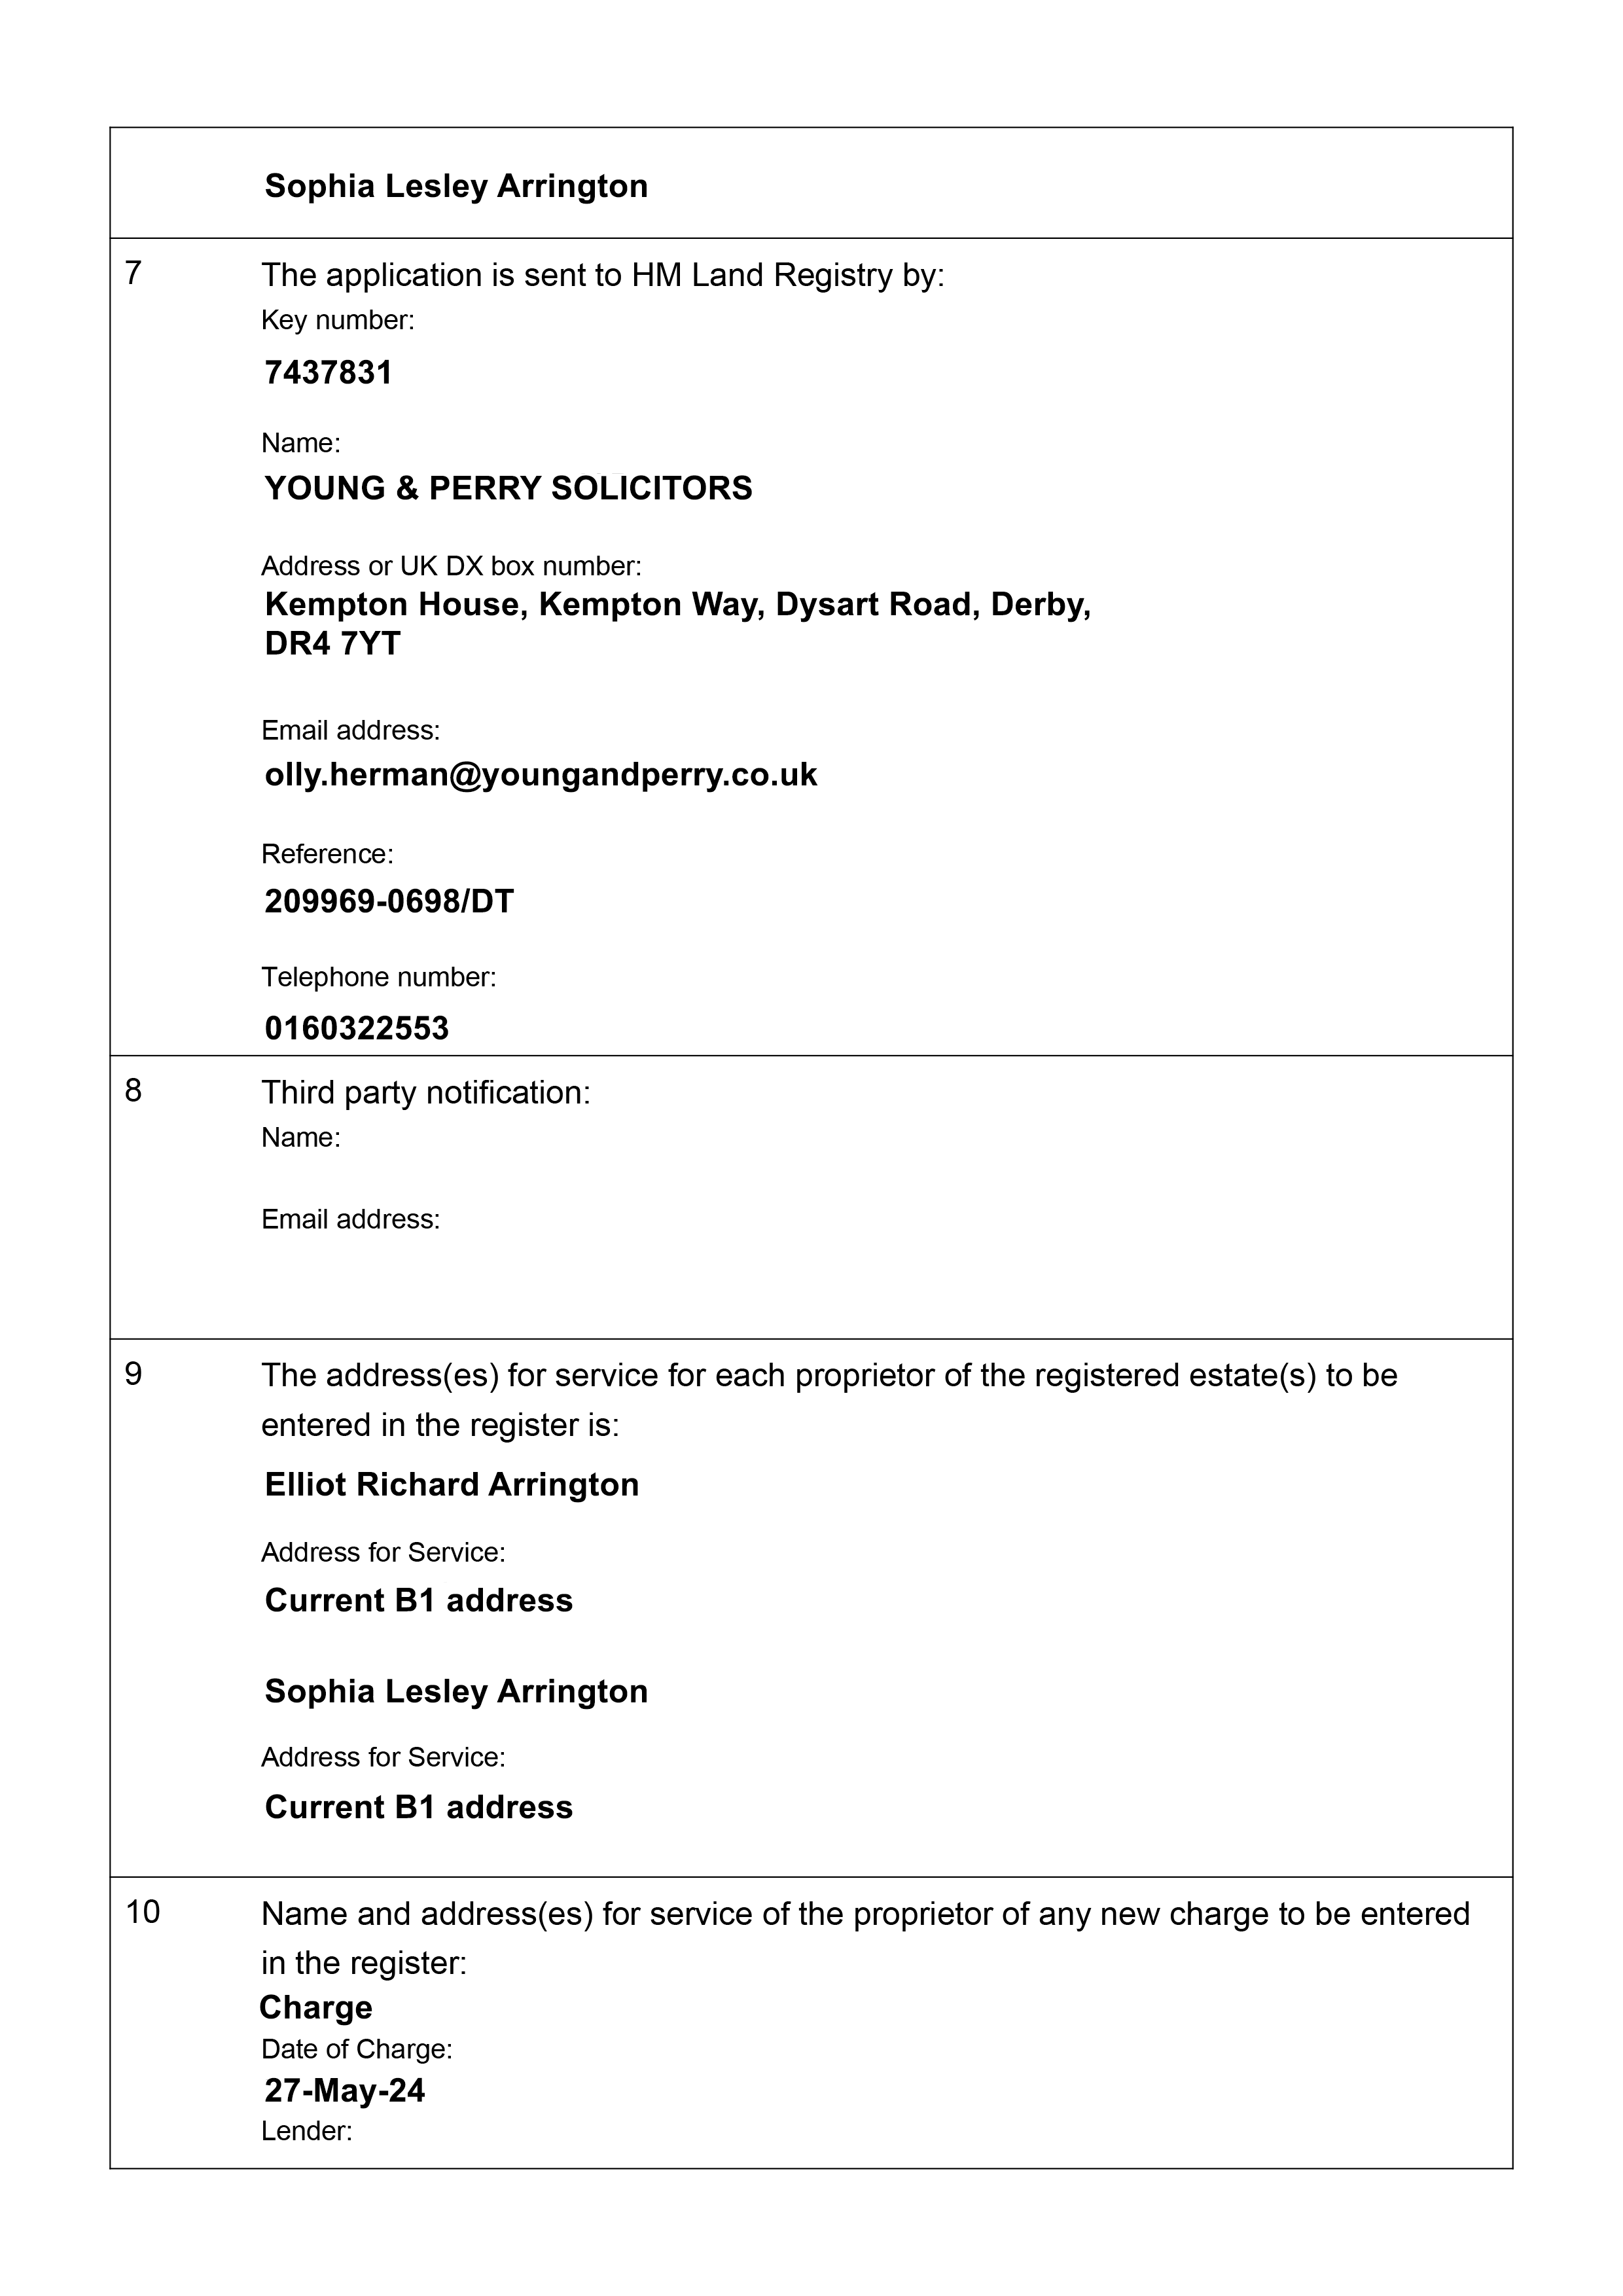 Sophia Lesley Arrington
7
The application is sent to HM Land Registry by:
Key number:
7437831
Name:
YOUNG & PERRY SOLICITORS
Address or UK DX box number:
Kempton House, Kempton Way, Dysart Road, Derby,
DR4 7YT
Email address:
olly.herman@youngandperry.co.uk
Reference:
209969-0698/DT
Telephone number:
0160322553
8
Third party notification:
Name:
Email address:
9
The address(es) for service for each proprietor of the registered estate(s) to be
entered in the register is:
Elliot Richard Arrington
Address for Service:
Current B1 address
Sophia Lesley Arrington
Address for Service:
Current B1 address
10
Name and address(es) for service of the proprietor of any new charge to be entered
in the register:
Charge
Date of Charge:
27-May-24
Lender: